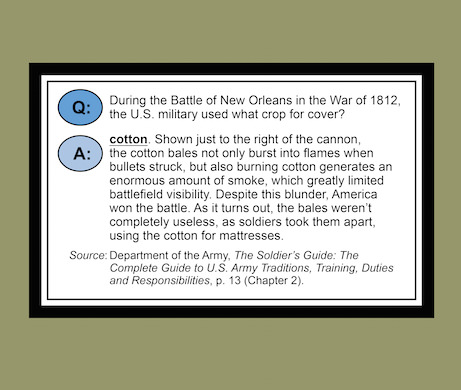 Q: During the Battle of New Orleans in the War of 1812,
the U.S. military used what crop for cover?
A: cotton. Shown just to the right of the cannon,
the cotton bales not only burst into flames when
bullets struck, but also burning cotton generates an
enormous amount of smoke, which greatly limited
battlefield visibility. Despite this blunder, America
won the battle. As it turns out, the bales weren't
completely useless, as soldiers took them apart,
using the cotton for mattresses.
Source: Department of the Army, The Soldier's Guide: The
Complete Guide to U.S. Army Traditions, Training, Duties
and Responsibilities, p. 13 (Chapter 2).